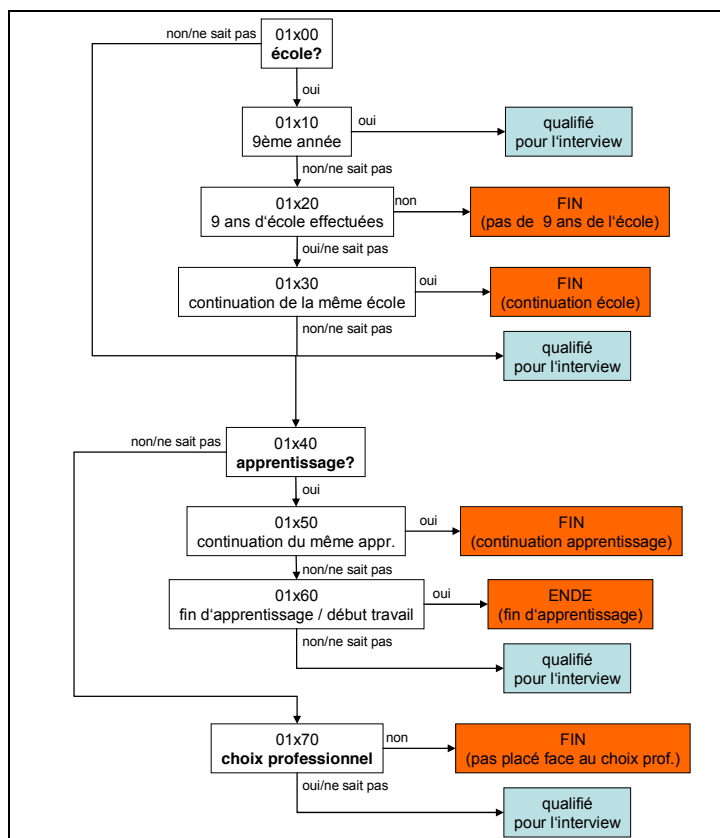 non/ne sait pas
01x00
école?
oui
01x10
9ème année
oui
qualifié
pour l‘interview
non/ne sait pas
01x20
9 ans d‘école effectuées
non
FIN
(pas de 9 ans de l‘école)
oui/ne sait pas
01x30
continuation de la même école
oui
FIN
(continuation école)
non/ne sait pas
qualifié
pour l‘interview
non/ne sait pas
01x40
apprentissage?
oui
01x50
continuation du même appr.
oui
FIN
(continuation apprentissage)
non/ne sait pas
01x60
fin d‘apprentissage / début travail
oui
ENDE
(fin d‘apprentissage)
non/ne sait pas
qualifié
pour l‘interview
01x70
choix professionnel
non
FIN
(pas placé face au choix prof.)
oui/ne sait pas
qualifié
pour l‘interview